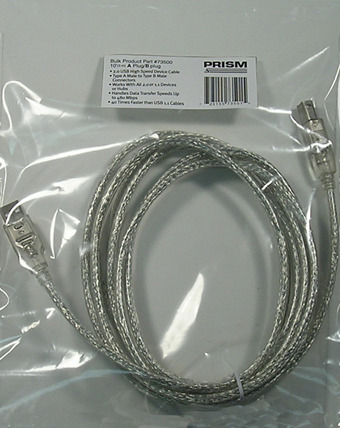 Bulk Product Part #73500
A Plug/B plug
• 2.0 USB High Speed Device Cable
• Type A Male to Type B Male
Connectors
• Works With All 2.0 or 1.1 Devices
or Hubs
• Handles Data Transfer Speeds Up
to 480 Mbps
• 40 Times Faster than USB 1.1 Cables
PRISM